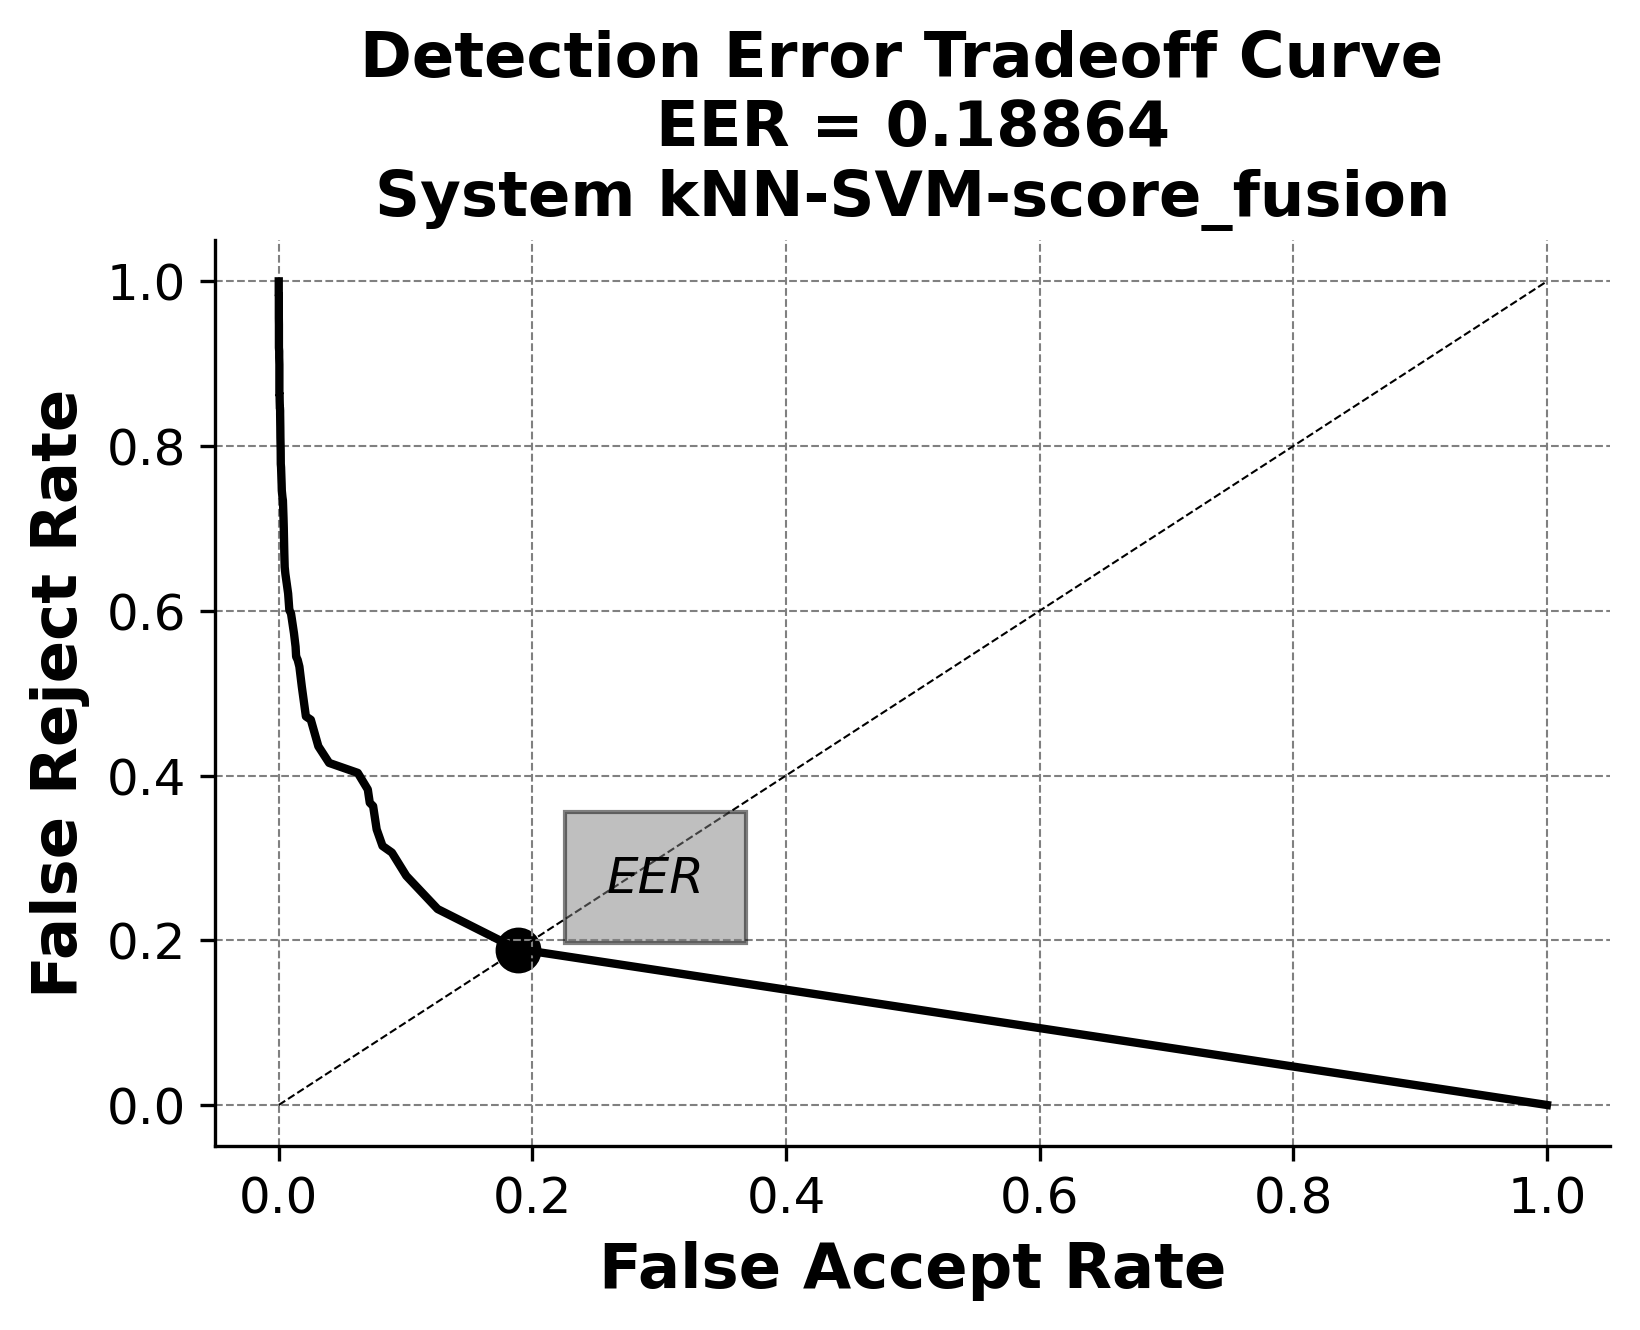 Detection Error Tradeoff Curve
EER = 0.18864
System kNN-SVM-score_fusion
1.0
0.8
0.6
0.4
0.2
0.0
False Reject Rate
EER
0.0 0.2 0.4 0.6 0.8 1.0
False Accept Rate